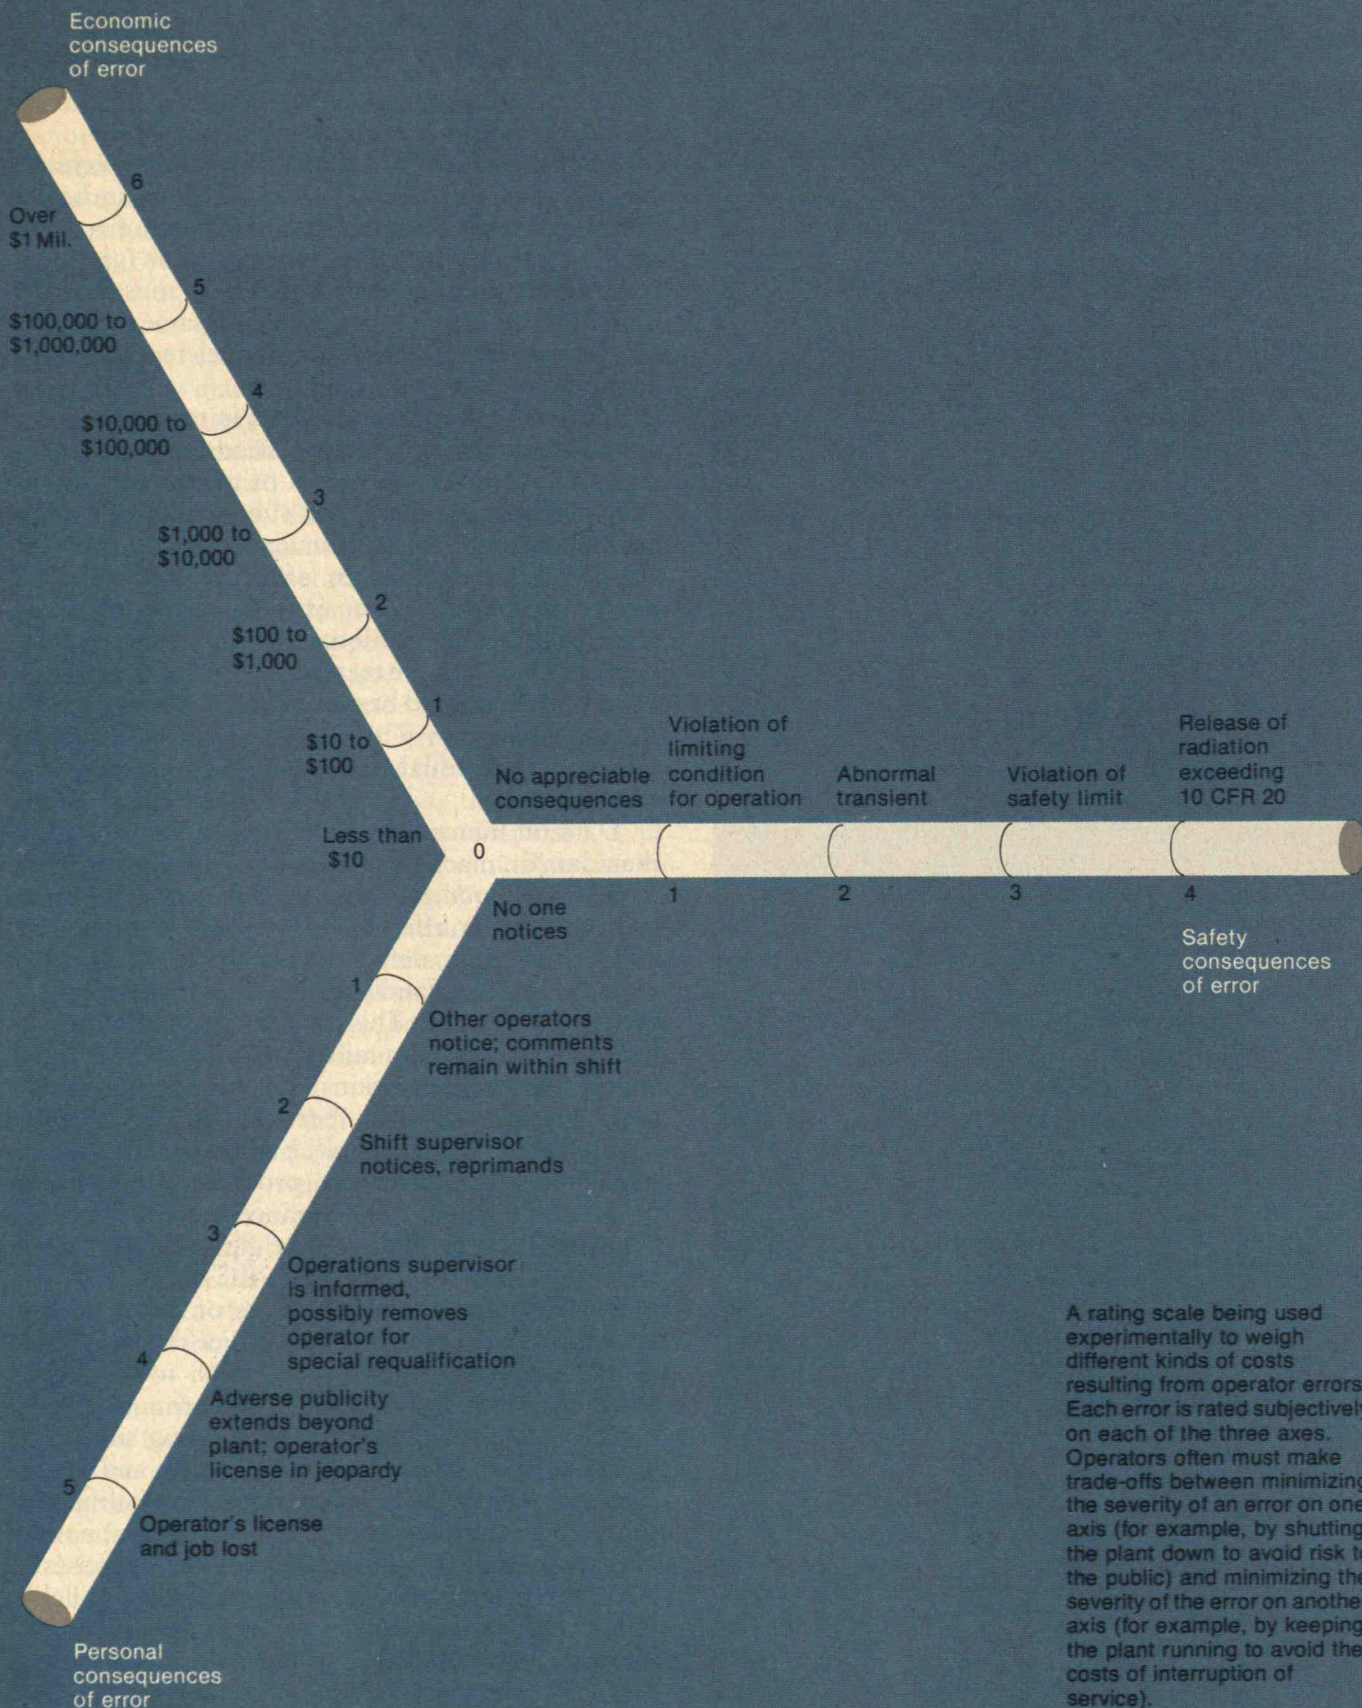 Economic
consequences
of error
6
Over
$1 Mil.
5
$100,000 to
$1,000,000
4
$10,000 to
$100,000
3
$1,000 to
$10,000
2
$100 to
$1,000
1
$10 to
$100
Less than
$10
0
No appreciable
consequences
Violation of
limiting
condition
for operation
Abnormal
transient
Violation of
safety limit
Release of
radiation
exceeding
10 CFR 20
1
2
3
4
Safety
consequences
of error
No one
notices
1
Other operators
notice; comments
remain within shift
2
Shift supervisor
notices, reprimands
3
Operations supervisor
is informed,
possibly removes
operator for
special requalification
4
Adverse publicity
extends beyond
plant; operator's
license in jeopardy
5
Operator's license
and job lost
Personal
consequences
of error
A rating scale being used
experimentally to weigh
different kinds of costs
resulting from operator errors
Each error is rated subjectively
on each of the three axes.
Operators often must make
trade-offs between minimizing
the severity of an error on one
axis (for example, by shutting
the plant down to avoid risk to
the public) and minimizing the
severity of the error on another
axis (for example, by keeping
the plant running to avoid the
costs of interruption of
service).